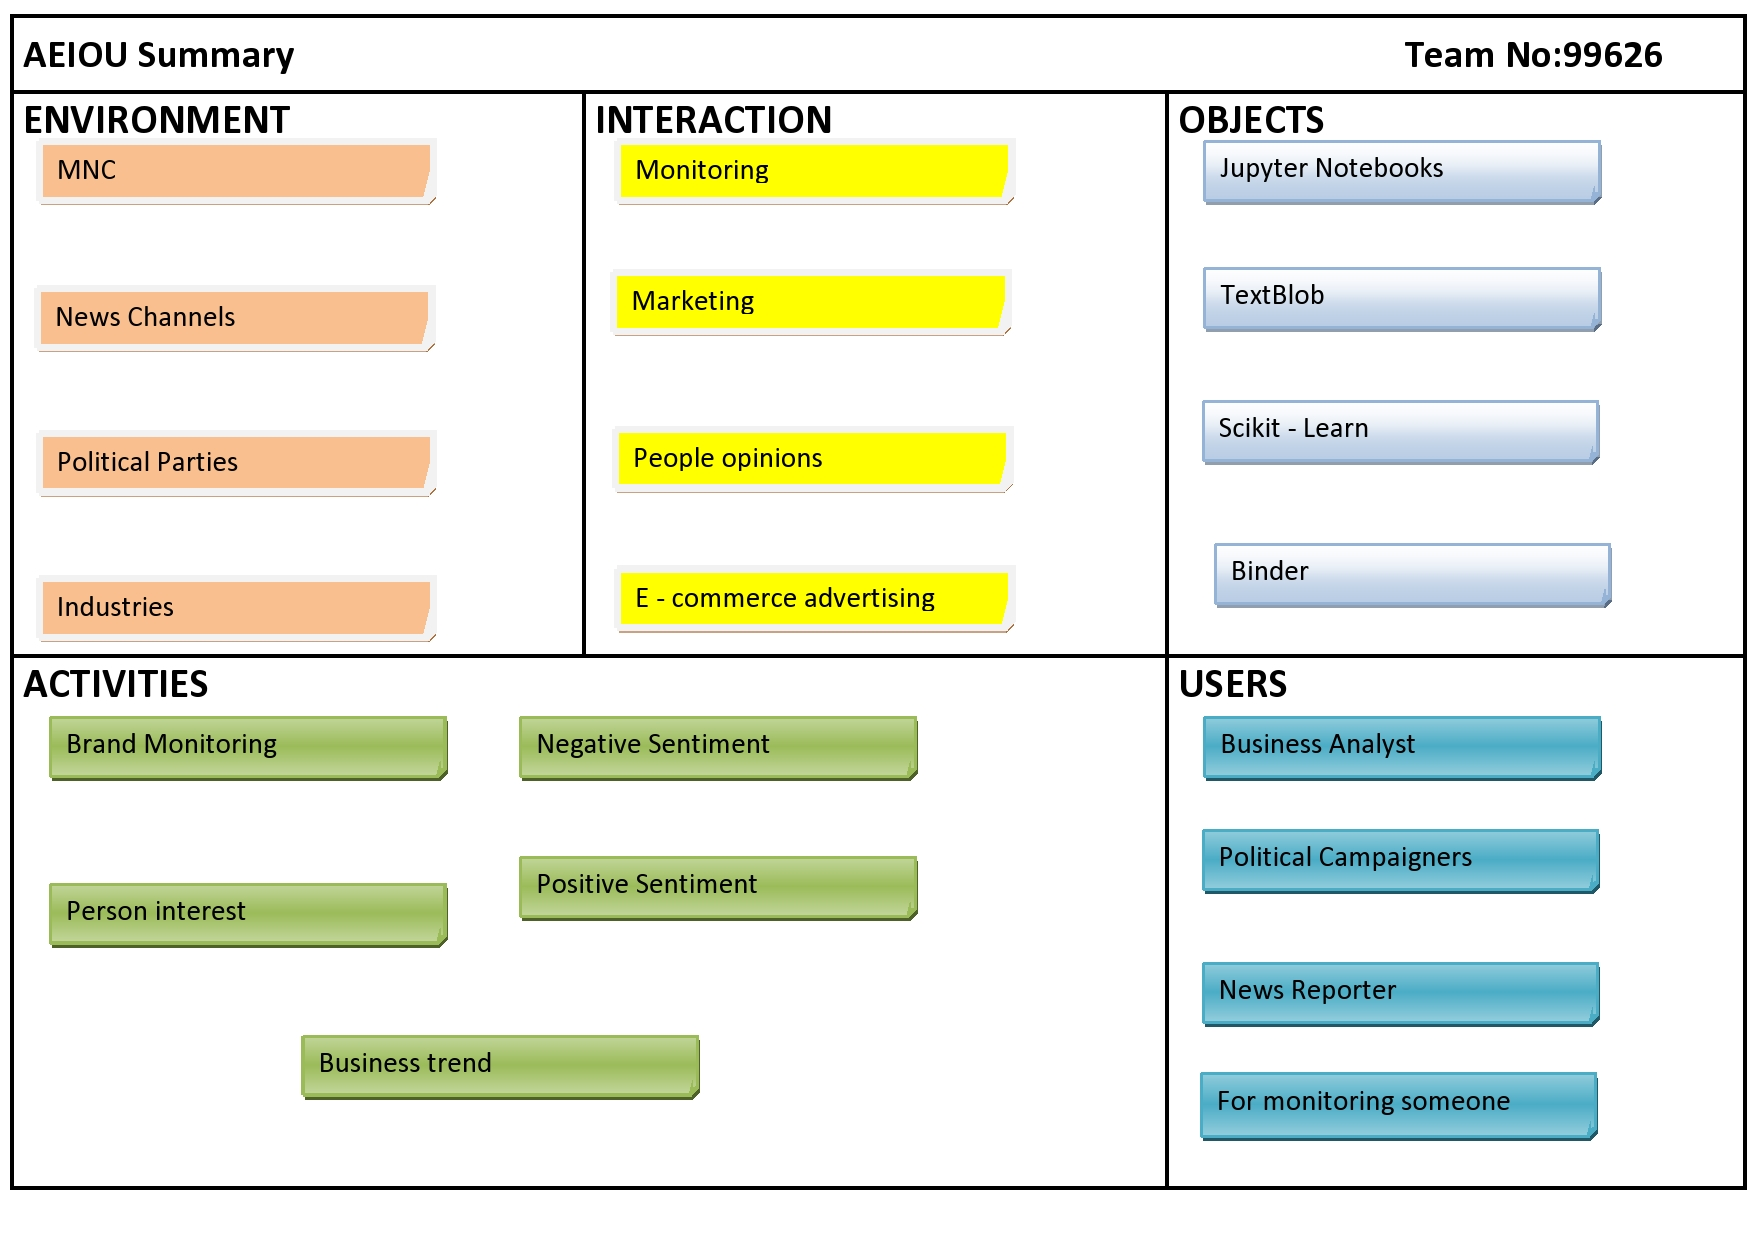 AEIOU Summary
Team No:99626
ENVIRONMENT
MNC
News Channels
Political Parties
Industries
INTERACTION
Monitoring
Marketing
People opinions
E - commerce advertising
OBJECTS
Jupyter Notebooks
TextBlob
Scikit - Learn
Binder
ACTIVITIES
Brand Monitoring
Negative Sentiment
Person interest
Positive Sentiment
Business trend
USERS
Business Analyst
Political Campaigners
News Reporter
For monitoring someone